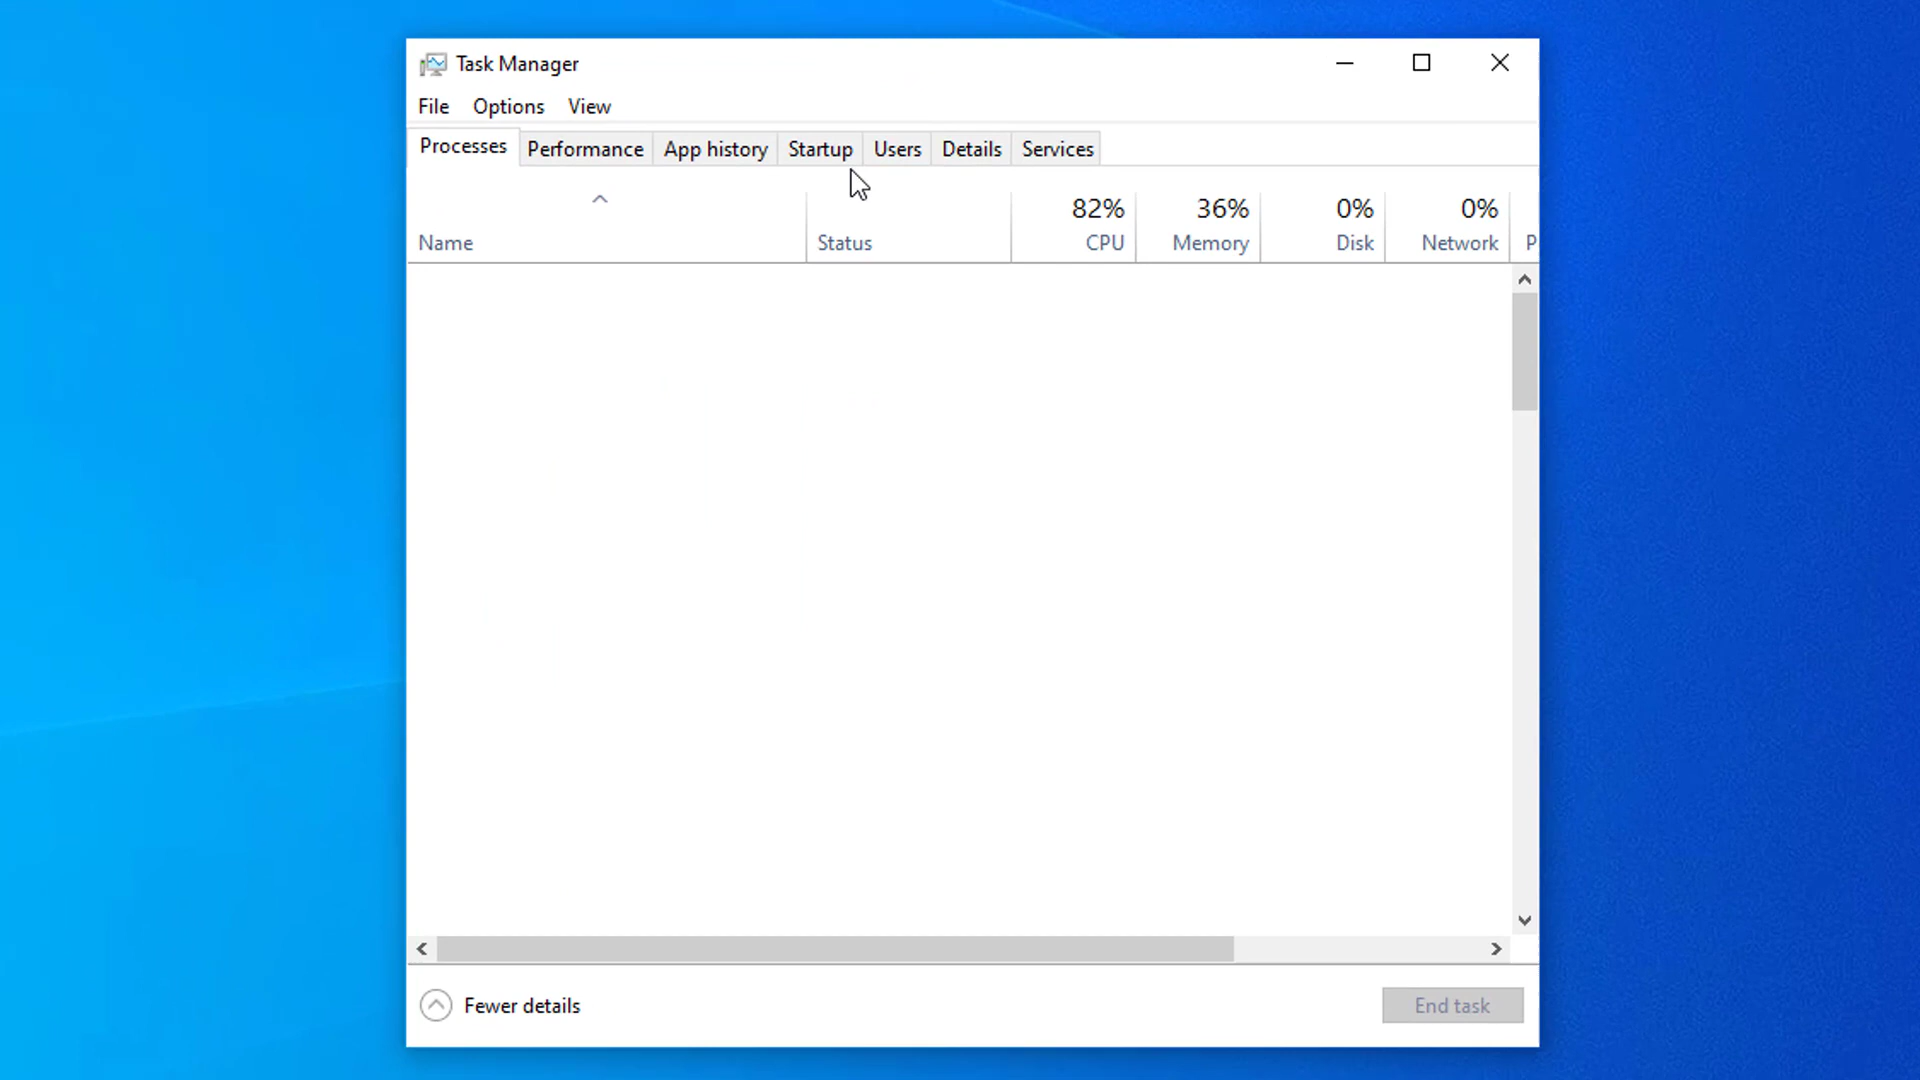 Task Manager
File Options View
Processes Performance App history Startup Users Details Services
82% 36% 0% 0%
Name Status CPU Memory Disk Network P
Fewer details End task